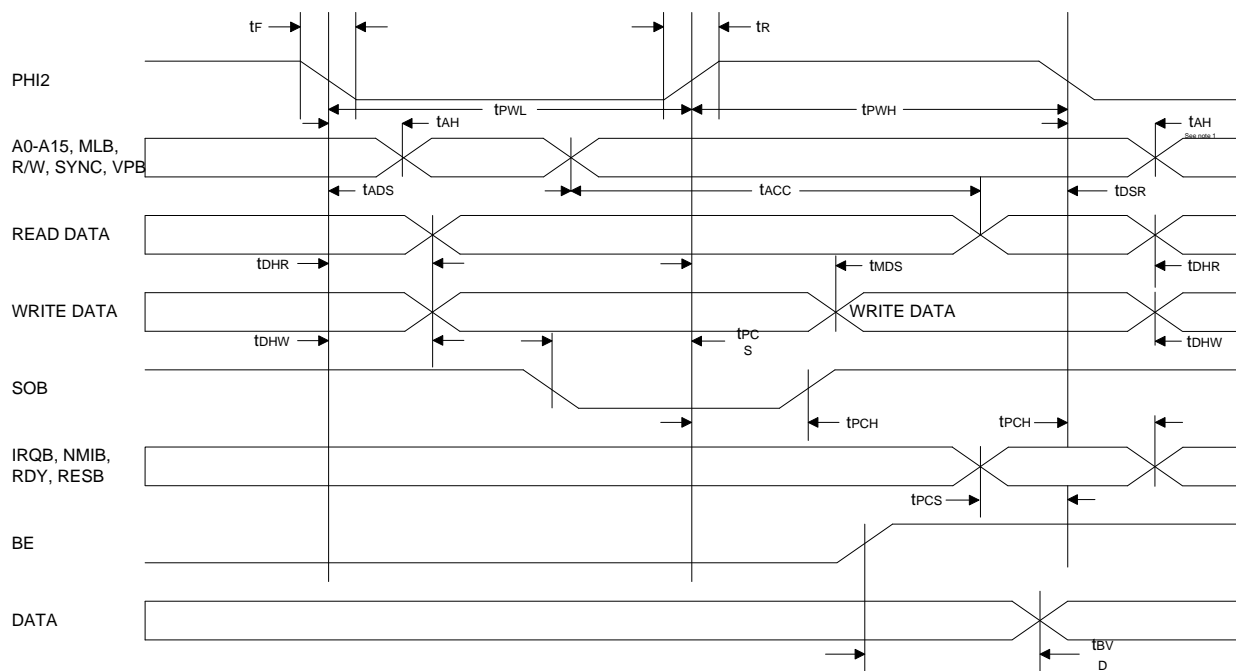 tF
tR
PHI2
tPWL
tPWH
tAH
tAH
See note 1
A0-A15, MLB,
R/W, SYNC, VPB
tADS
tACC
tDSR
READ DATA
tDHR
tMDS
tDHR
WRITE DATA
WRITE DATA
tDHW
tPC
S
tDHW
SOB
tPCH
tPCH
IRQB, NMIB,
RDY, RESB
tPCS
BE
DATA
tBV
D